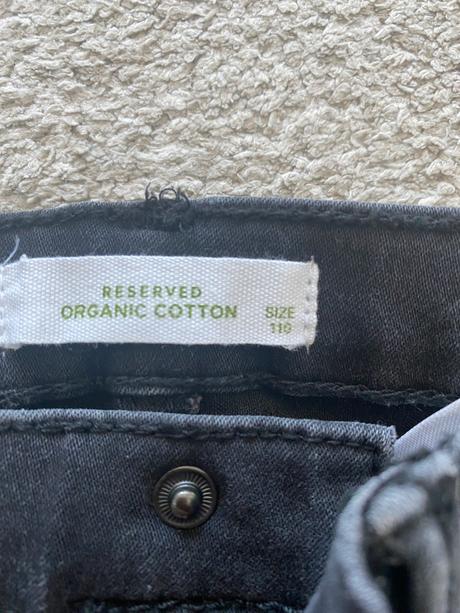 RESERVED
ORGANIC COTTON
SIZE
110